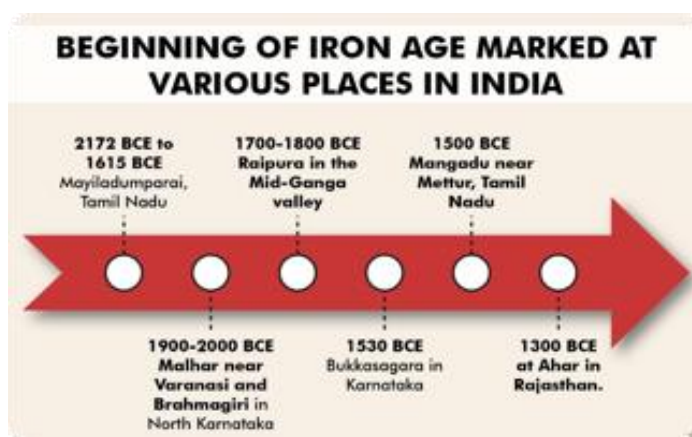 BEGINNING OF IRON AGE MARKED AT
VARIOUS PLACES IN INDIA
2172 BCE to
1615 BCE
Mayiladumparai,
Tamil Nadu
1900-2000 BCE
Malhar near
Varanasi and
Brahmagiri in
North Karnataka
1700-1800 BCE
Raipura in the
Mid-Ganga
valley
1530 BCE
Bukkasagara in
Karnataka
1500 BCE
Mangadu near
Mettur, Tamil
Nadu
1300 BCE
at Ahar in
Rajasthan.